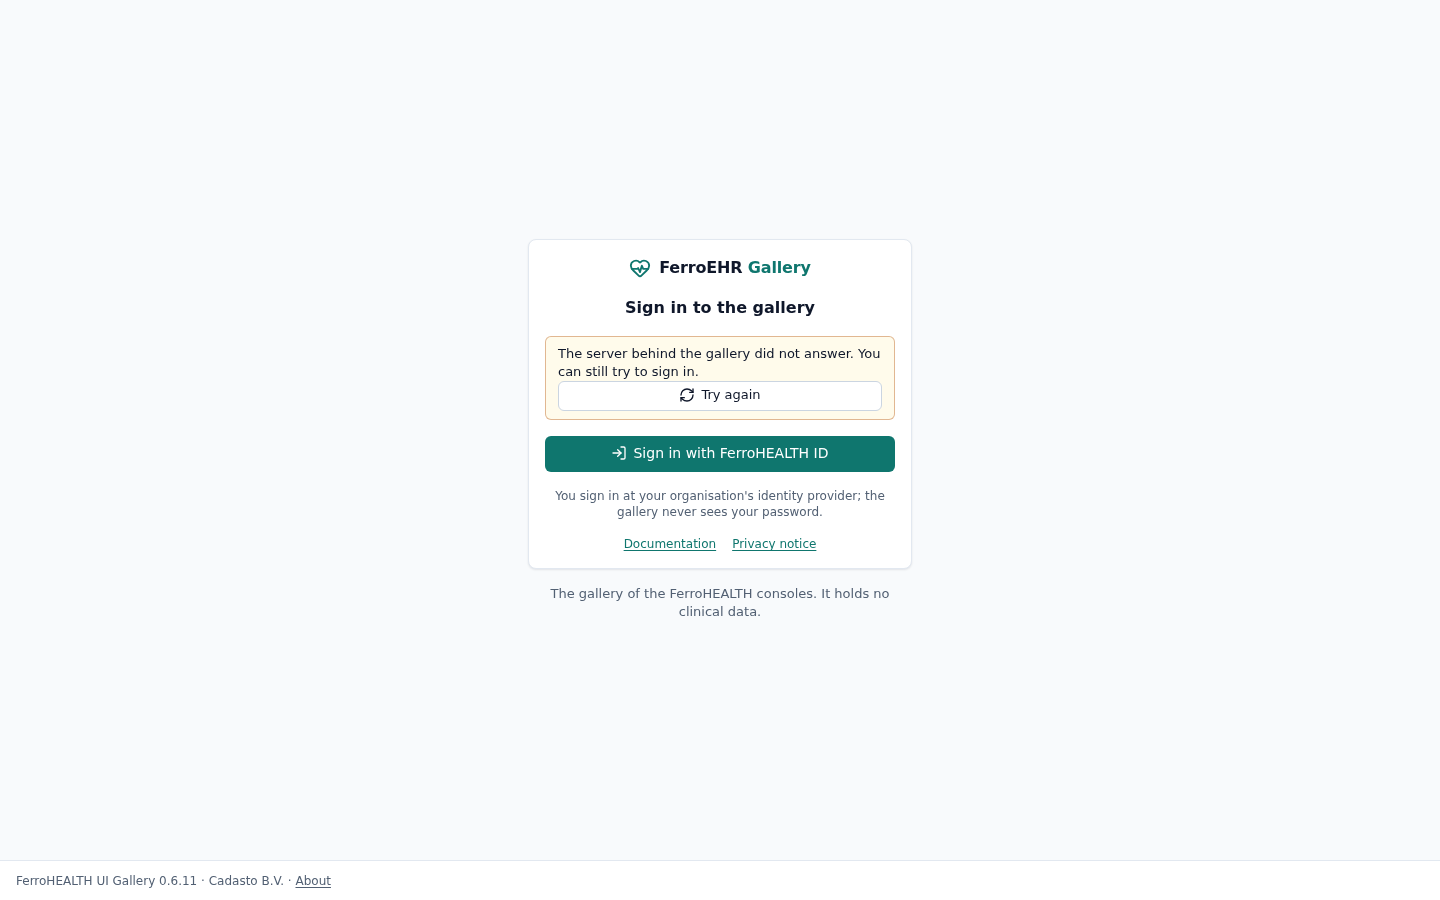 FerroEHR Gallery
Sign in to the gallery
The server behind the gallery did not answer. You
can still try to sign in.
Try again
Sign in with FerroHEALTH ID
You sign in at your organisation's identity provider; the
gallery never sees your password.
Documentation Privacy notice
The gallery of the FerroHEALTH consoles. It holds no
clinical data.
FerroHEALTH UI Gallery 0.6.11 · Cadasto B.V. · About